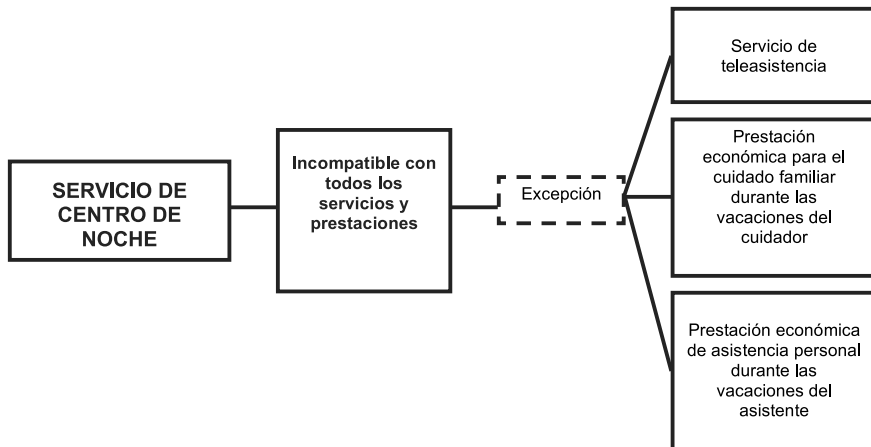 SERVICIO DE
CENTRO DE
NOCHE
Incompatible con
todos los
servicios y
prestaciones
Excepción
Servicio de
teleasistencia
Prestación
económica para el
cuidado familiar
durante las
vacaciones del
cuidador
Prestación económica
de asistencia personal
durante las
vacaciones del
asistente